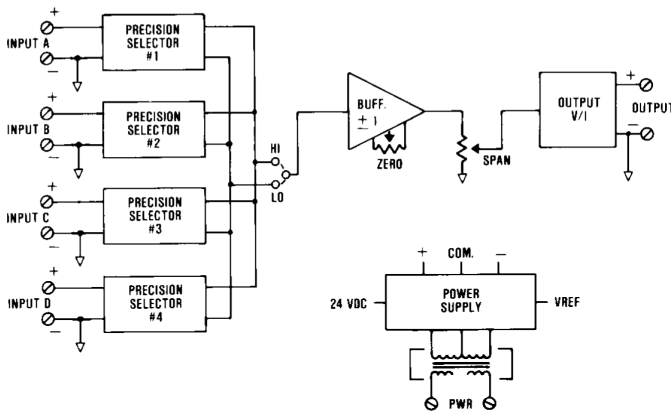 +
INPUT A
−
PRECISION
SELECTOR
#1
+
INPUT B
−
PRECISION
SELECTOR
#2
+
INPUT C
−
PRECISION
SELECTOR
#3
+
INPUT D
−
PRECISION
SELECTOR
#4
HI
LO
BUFF.
+ 1
−
ZERO
SPAN
OUTPUT
V/I
+
OUTPUT
−
+ COM. −
24 VDC
POWER
SUPPLY
VREF
PWR